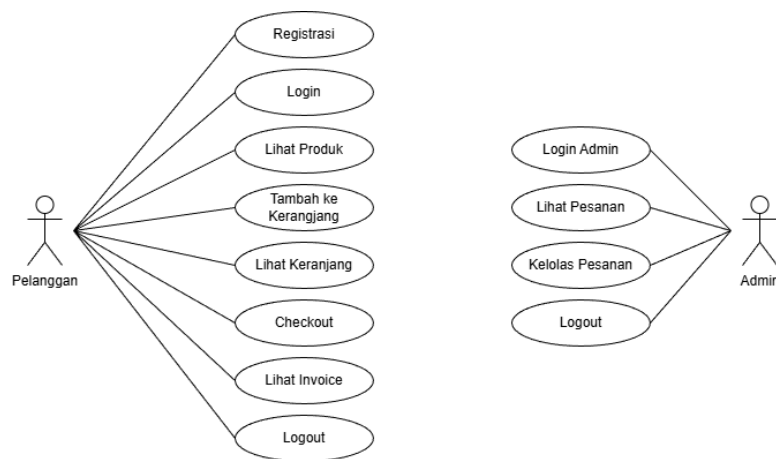 Registrasi
Login
Lihat Produk
Tambah ke
Kerangjang
Lihat Keranjang
Checkout
Lihat Invoice
Logout
Pelanggan
Login Admin
Lihat Pesanan
Kelolas Pesanan
Logout
Admin